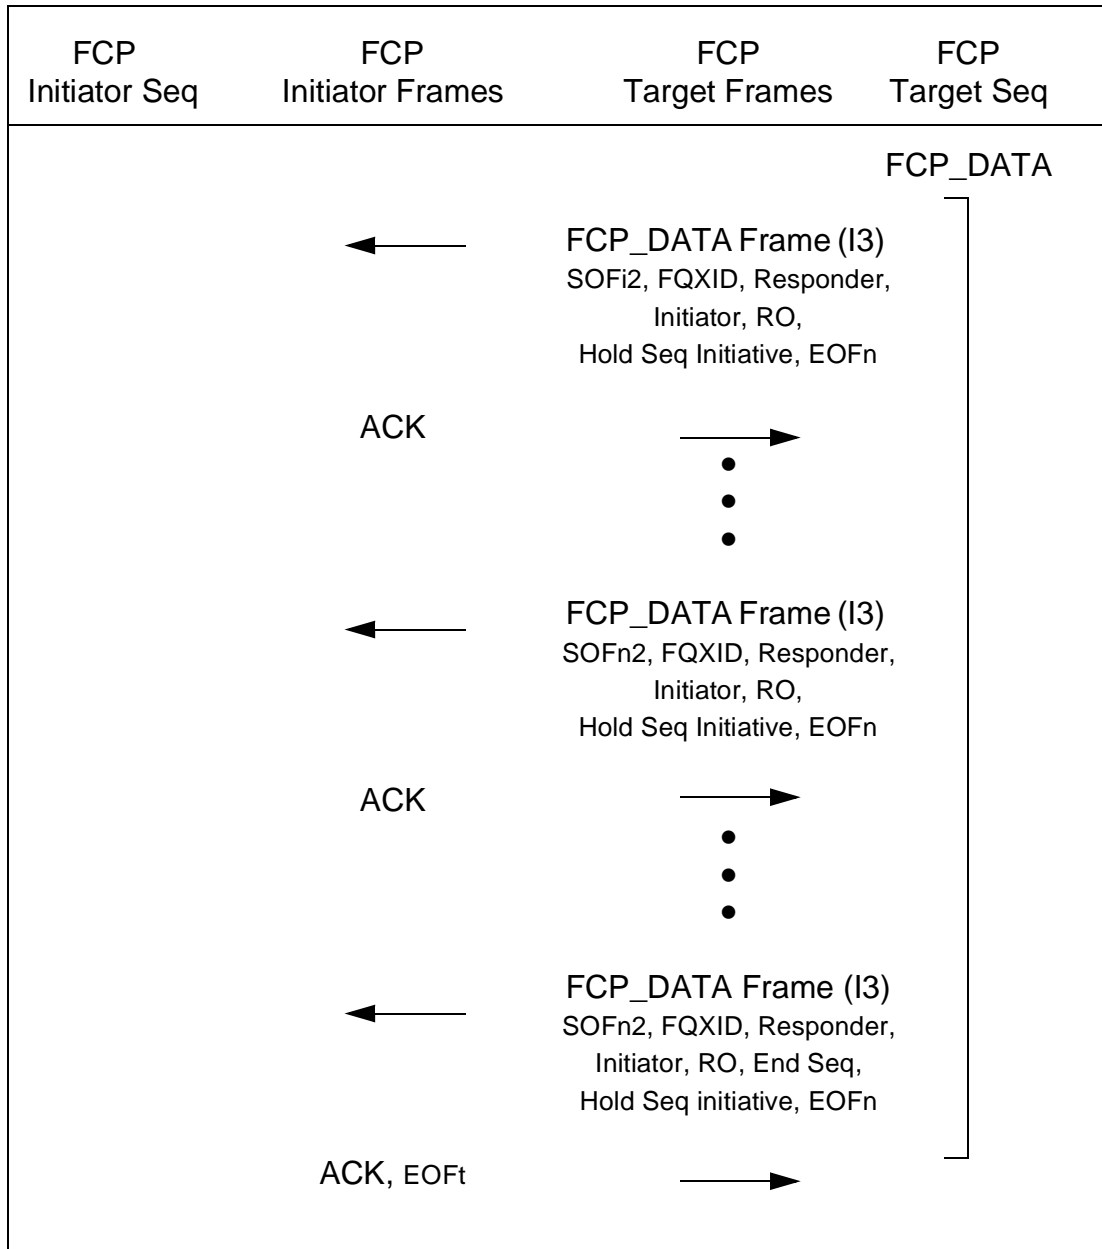 FCP
Initiator Seq
FCP
Initiator Frames
FCP
Target Frames
FCP
Target Seq
FCP_DATA
FCP_DATA Frame (I3)
SOFi2, FQXID, Responder,
Initiator, RO,
Hold Seq Initiative, EOFn
ACK
FCP_DATA Frame (I3)
SOFn2, FQXID, Responder,
Initiator, RO,
Hold Seq Initiative, EOFn
ACK
FCP_DATA Frame (I3)
SOFn2, FQXID, Responder,
Initiator, RO, End Seq,
Hold Seq initiative, EOFn
ACK, EOFt